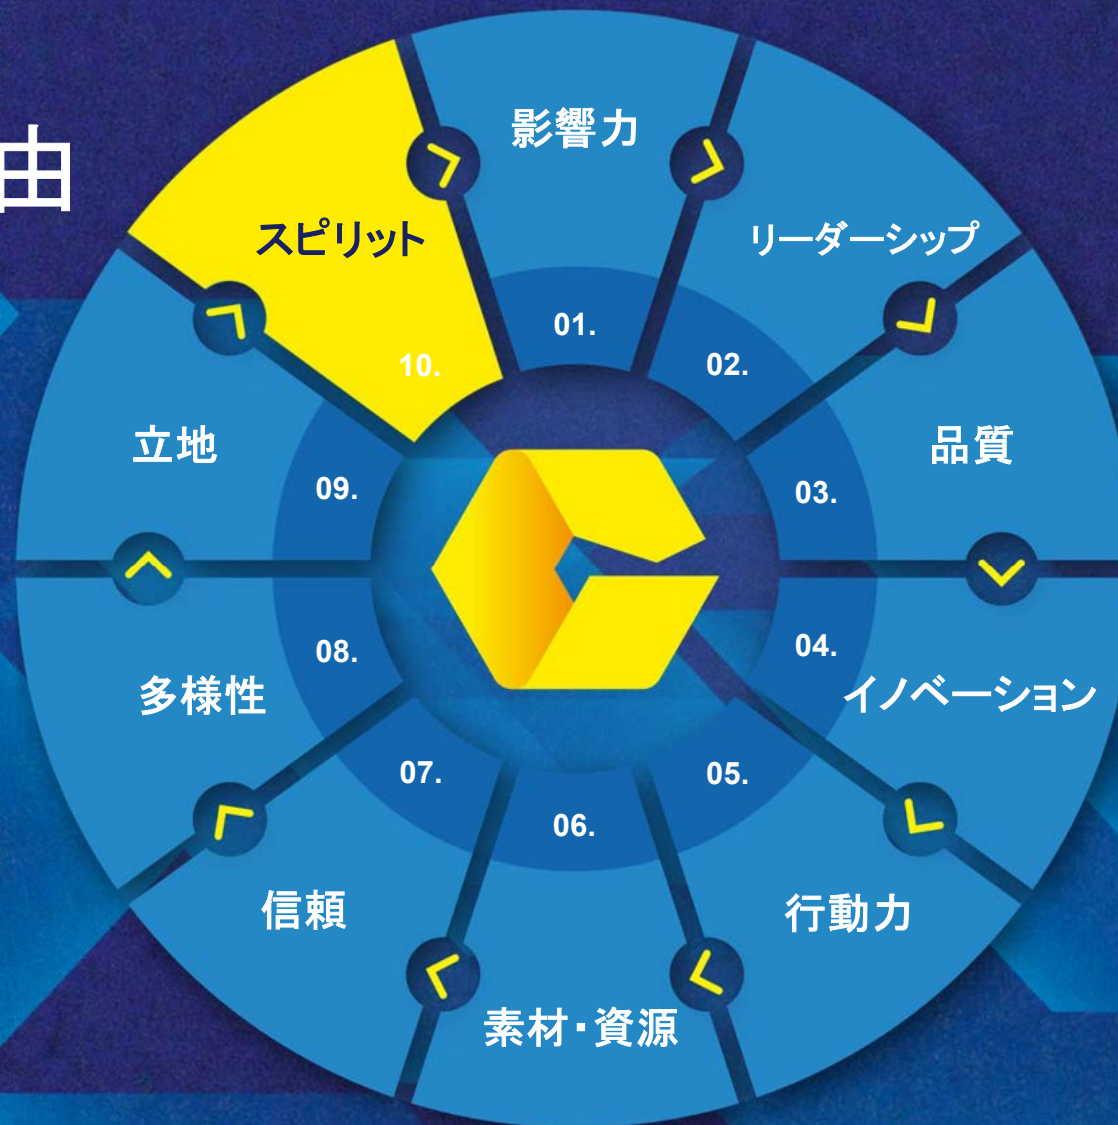 由
影響力
01.
リーダーシップ
02.
品質
03.
04.
イノベーション
05.
行動力
06.
素材・資源
07.
信頼
08.
多様性
立地
09.
スピリット
10.